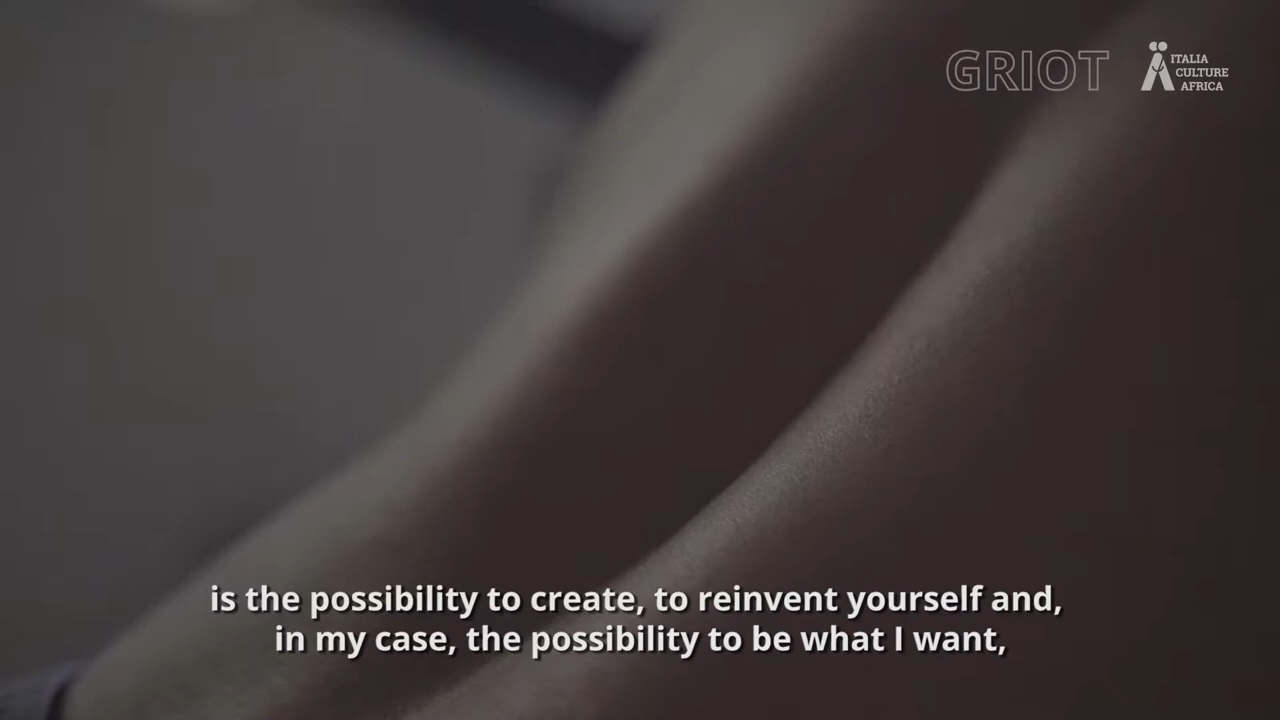 GRIOT
ITALIA
CULTURE
AFRICA
is the possibility to create, to reinvent yourself and,
in my case, the possibility to be what I want,